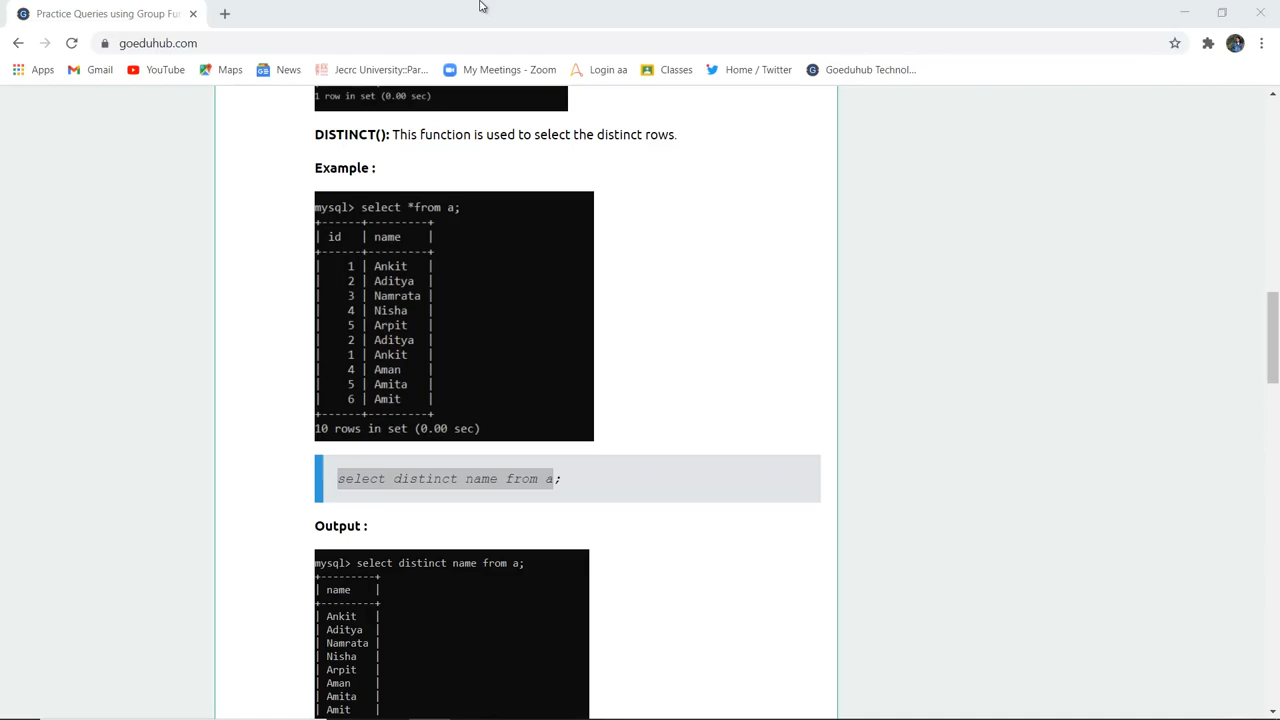 Practice Queries using Group Fu
goeduhub.com
Apps Gmail YouTube Maps News Jecrc University::Par... My Meetings - Zoom Login aa Classes Home / Twitter Goeduhub Technol...
1 row in set (0.00 sec)
DISTINCT(): This function is used to select the distinct rows.
Example :
mysql> select *from a;
+------+---------+
| id | name |
+------+---------+
| 1 | Ankit |
| 2 | Aditya |
| 3 | Namrata |
| 4 | Nisha |
| 5 | Arpit |
| 2 | Aditya |
| 1 | Ankit |
| 4 | Aman |
| 5 | Amita |
| 6 | Amit |
+------+---------+
10 rows in set (0.00 sec)
select distinct name from a;
Output :
mysql> select distinct name from a;
+---------+
| name |
+---------+
| Ankit |
| Aditya |
| Namrata |
| Nisha |
| Arpit |
| Aman |
| Amita |
| Amit |